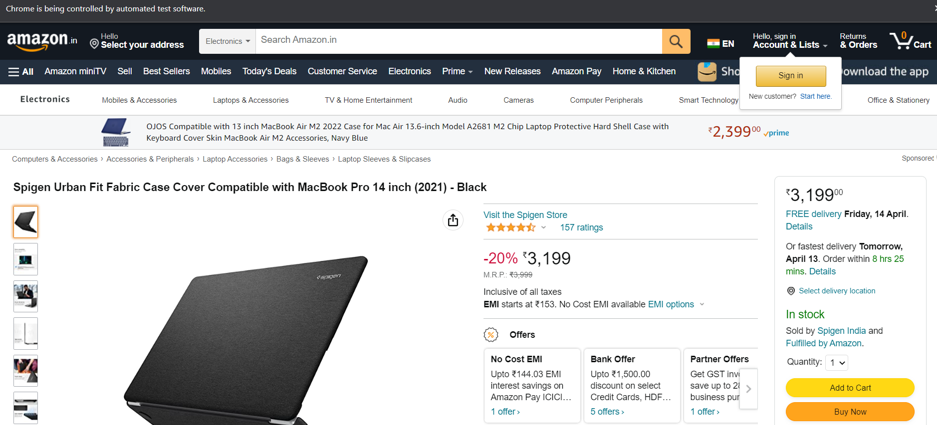 Chrome is being controlled by automated test software.
amazon.in
Hello
Select your address
Electronics
Search Amazon.in
EN
Hello, sign in
Account & Lists
Returns
& Orders
0
Cart
All
Amazon miniTV
Sell
Best Sellers
Mobiles
Today's Deals
Customer Service
Electronics
Prime
New Releases
Amazon Pay
Home & Kitchen
Download the app
Sign in
New customer? Start here.
Electronics
Mobiles & Accessories
Laptops & Accessories
TV & Home Entertainment
Audio
Cameras
Computer Peripherals
Smart Technology
Office & Stationery
OJOS Compatible with 13 inch MacBook Air M2 2022 Case for Mac Air 13.6-inch Model A2681 M2 Chip Laptop Protective Hard Shell Case with
Keyboard Cover Skin MacBook Air M2 Accessories, Navy Blue
₹2,39900 prime
Computers & Accessories › Accessories & Peripherals › Laptop Accessories › Bags & Sleeves › Laptop Sleeves & Slipcases
Sponsored
Spigen Urban Fit Fabric Case Cover Compatible with MacBook Pro 14 inch (2021) - Black
spigen
Visit the Spigen Store
157 ratings
-20% ₹3,199
M.R.P.: ₹3,999
Inclusive of all taxes
EMI starts at ₹153. No Cost EMI available EMI options
Offers
No Cost EMI
Upto ₹144.03 EMI
interest savings on
Amazon Pay ICICI...
1 offer ›
Bank Offer
Upto ₹1,500.00
discount on select
Credit Cards, HDF...
5 offers ›
Partner Offers
Get GST
save up to
business
1 offer ›
₹3,19900
FREE delivery Friday, 14 April.
Details
Or fastest delivery Tomorrow,
April 13. Order within 8 hrs 25
mins. Details
Select delivery location
In stock
Sold by Spigen India and
Fulfilled by Amazon.
Quantity: 1
Add to Cart
Buy Now